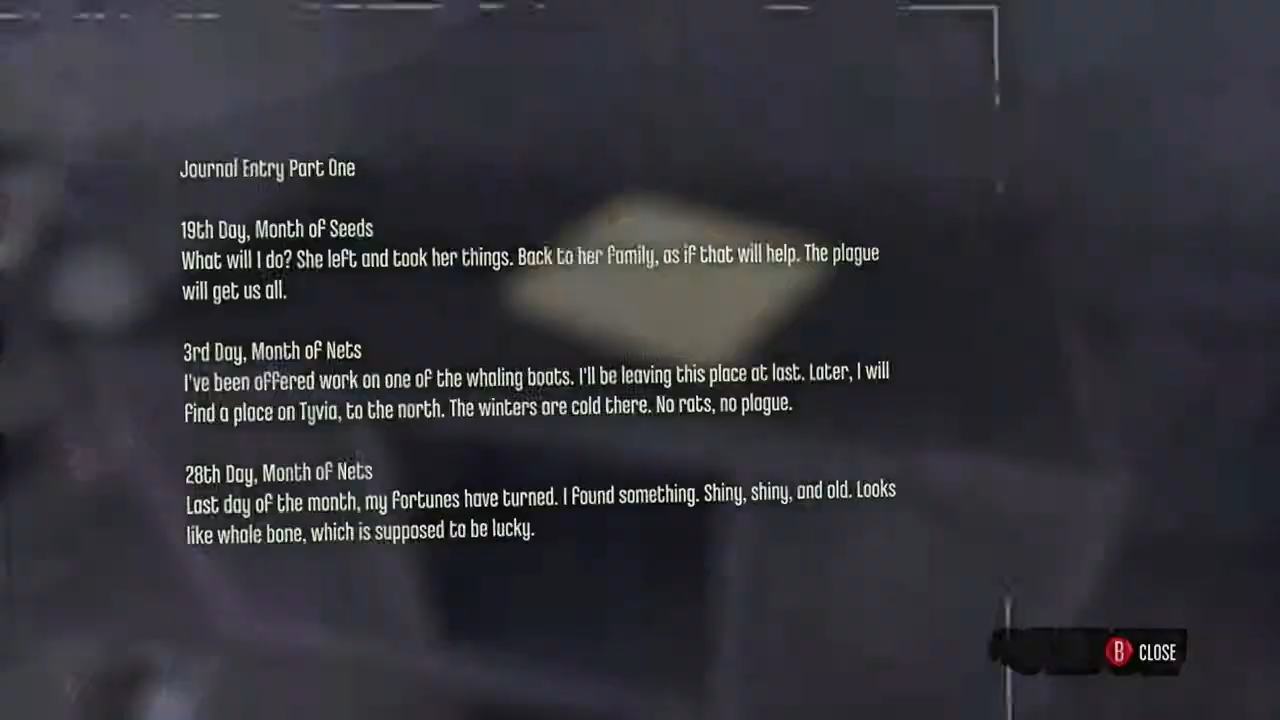 Journal Entry Part One
19th Day, Month of Seeds
What will I do? She left and took her things. Back to her family, as if that will help. The plague
will get us all.
3rd Day, Month of Nets
I've been offered work on one of the whaling boats. I'll be leaving this place at last. Later, I will
find a place on Tyvia, to the north. The winters are cold there. No rats, no plague.
28th Day, Month of Nets
Last day of the month, my fortunes have turned. I found something. Shiny, shiny, and old. Looks
like whale bone, which is supposed to be lucky.
B CLOSE